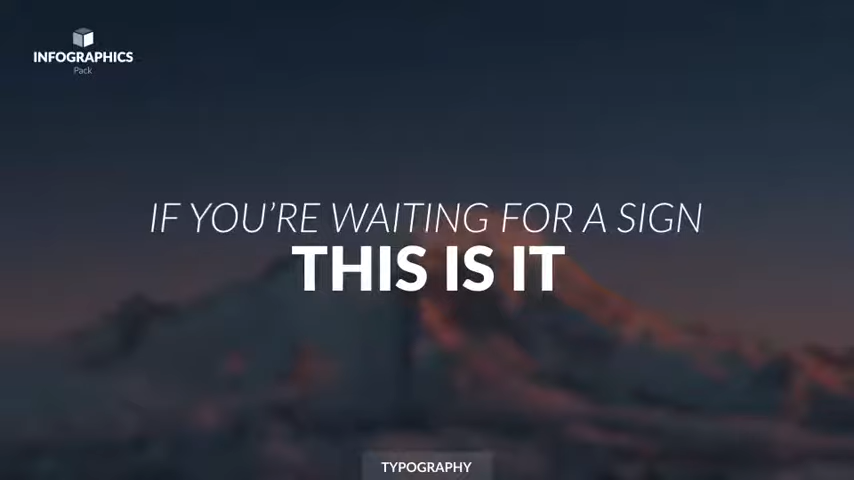 INFOGRAPHICS
Pack
IF YOU'RE WAITING FOR A SIGN
THIS IS IT
TYPOGRAPHY